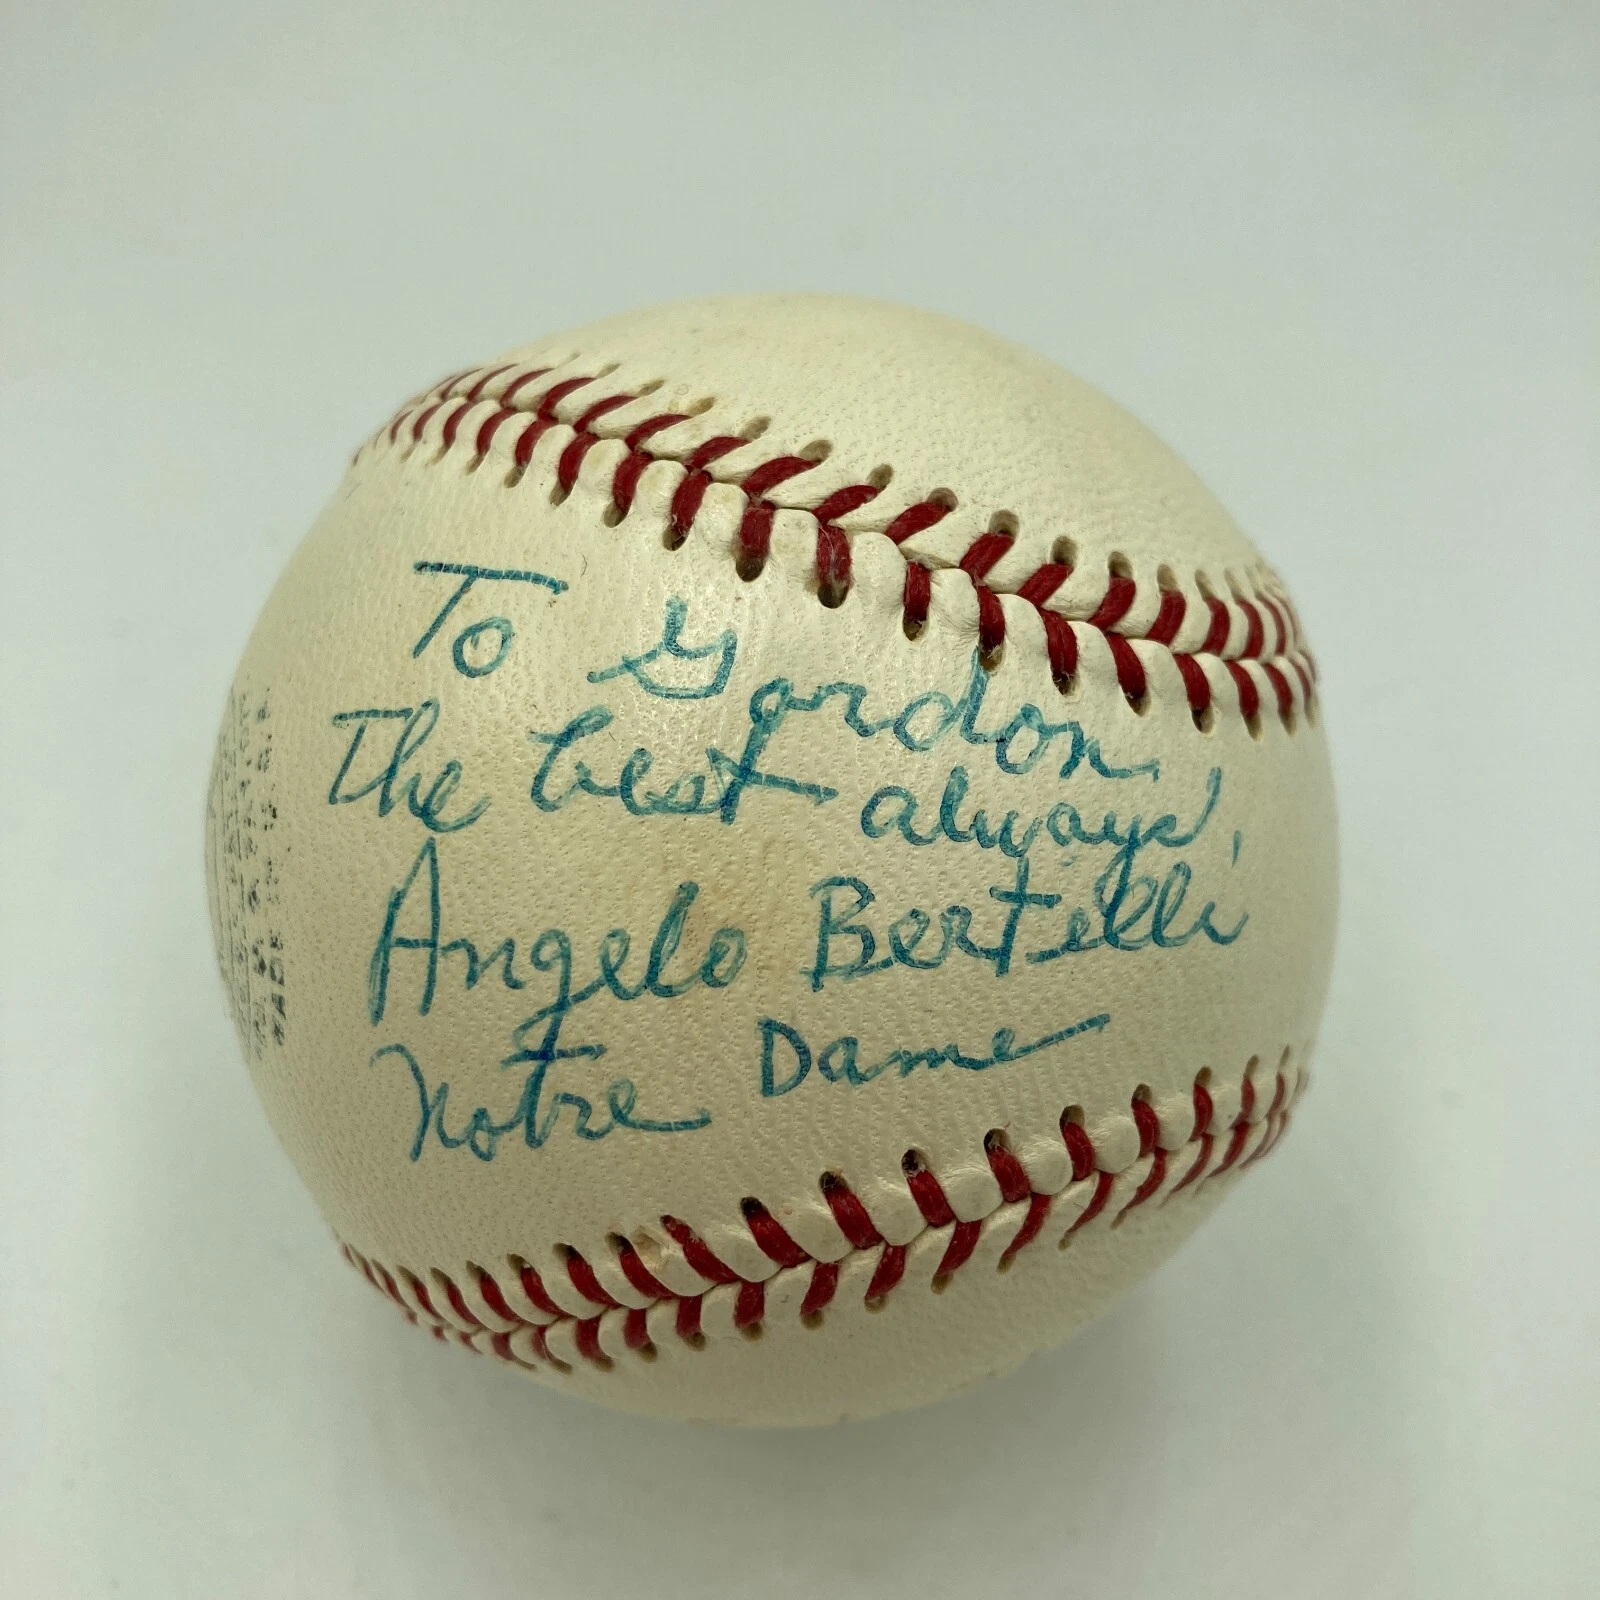 To Gordon,
The best always,
Angelo Bertelli
Notre Dame